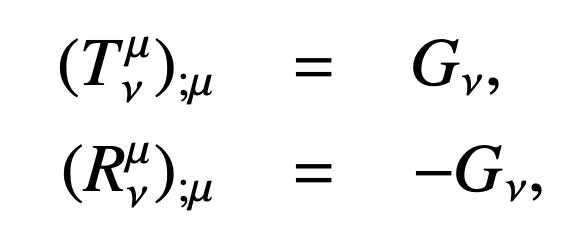 (T^μ_ν)_{;μ} = G_ν,
(R^μ_ν)_{;μ} = −G_ν,